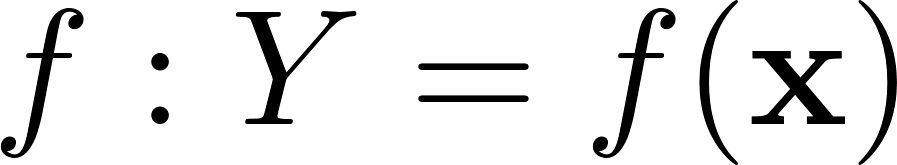 f : Y = f(𝐱)